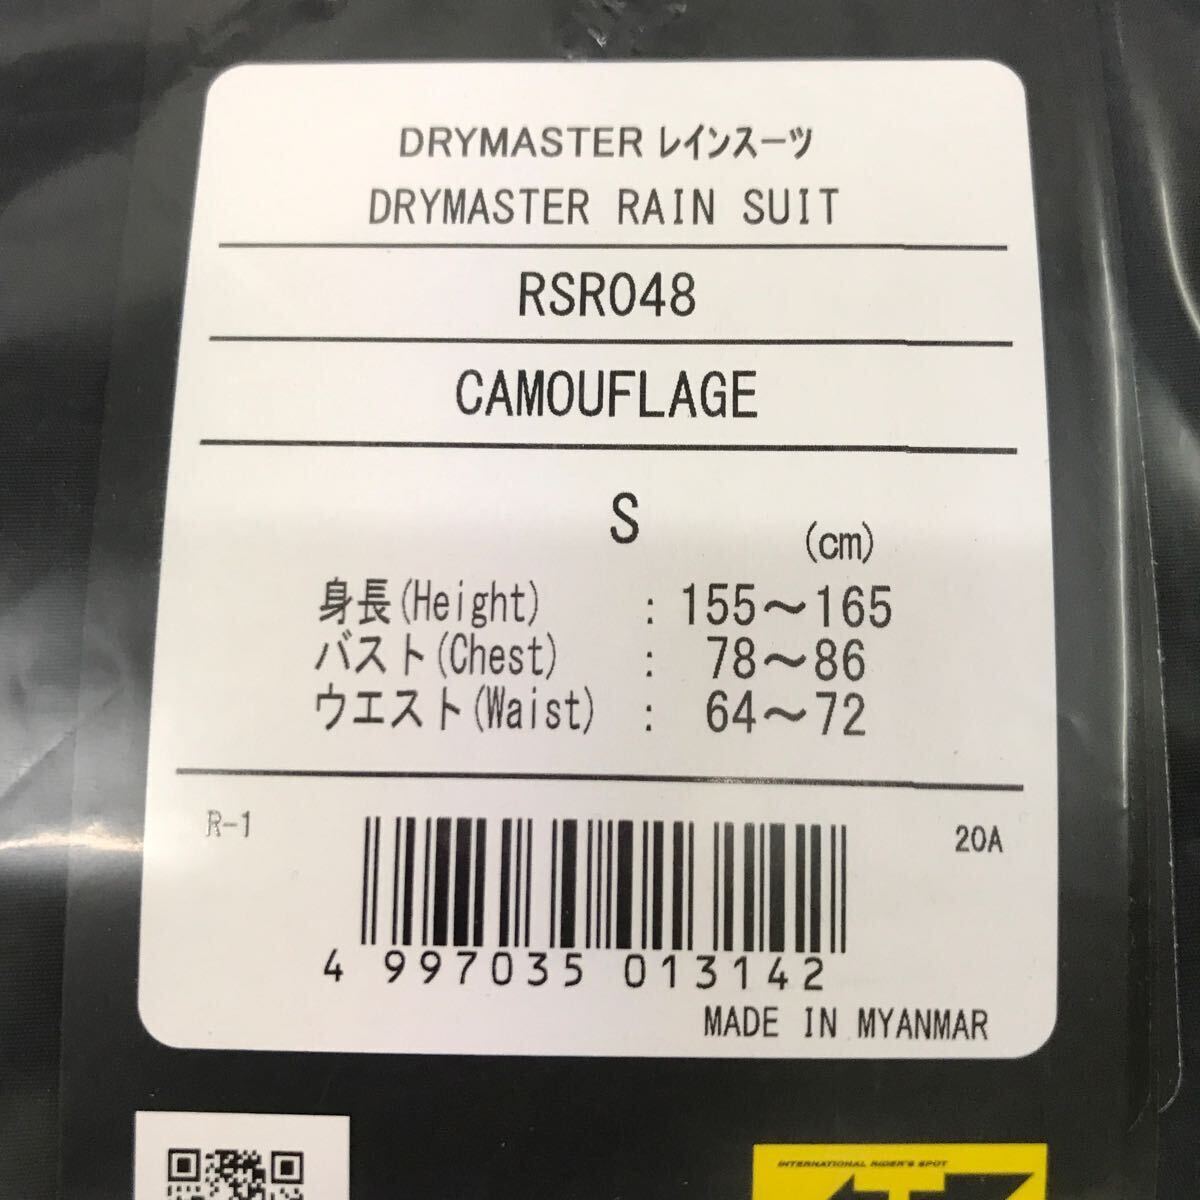 DRYMASTER レインスーツ
DRYMASTER RAIN SUIT
RSR048
CAMOUFLAGE
S
(cm)
身長(Height) : 155～165
バスト(Chest) : 78～86
ウエスト(Waist) : 64～72
R-1
20A
4 997035 013142
MADE IN MYANMAR
INTERNATIONAL RIDER'S SPOT